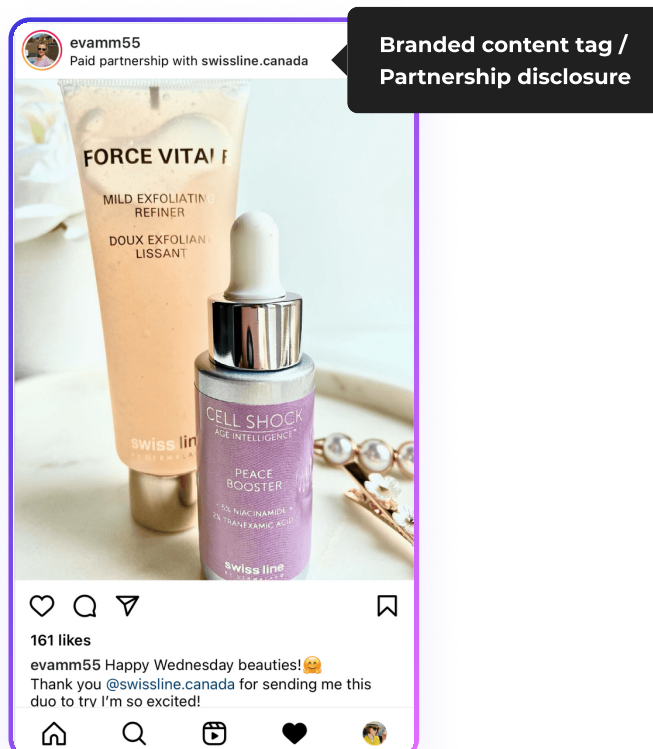 evamm55
Paid partnership with swissline.canada
Branded content tag /
Partnership disclosure
FORCE VITALE
MILD EXFOLIATING
REFINER
DOUX EXFOLIANT
LISSANT
swiss lin
CELL SHOCK
AGE INTELLIGENCE™
PEACE
BOOSTER
• 5% NIACINAMIDE •
2% TRANEXAMIC ACID
swiss line
161 likes
evamm55 Happy Wednesday beauties!🤗
Thank you @swissline.canada for sending me this
duo to try I’m so excited!